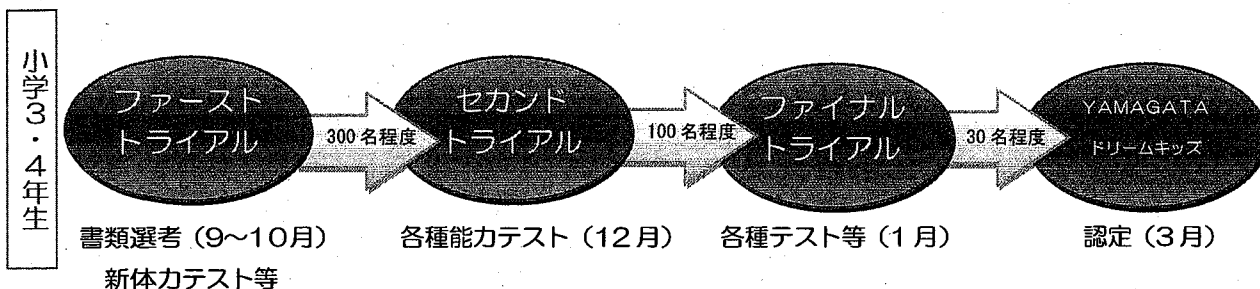 小学3・4年生
ファースト
トライアル
300名程度
セカンド
トライアル
100名程度
ファイナル
トライアル
30名程度
YAMAGATA
ドリームキッズ
書類選考（9～10月）
新体力テスト等
各種能力テスト（12月）
各種テスト等（1月）
認定（3月）